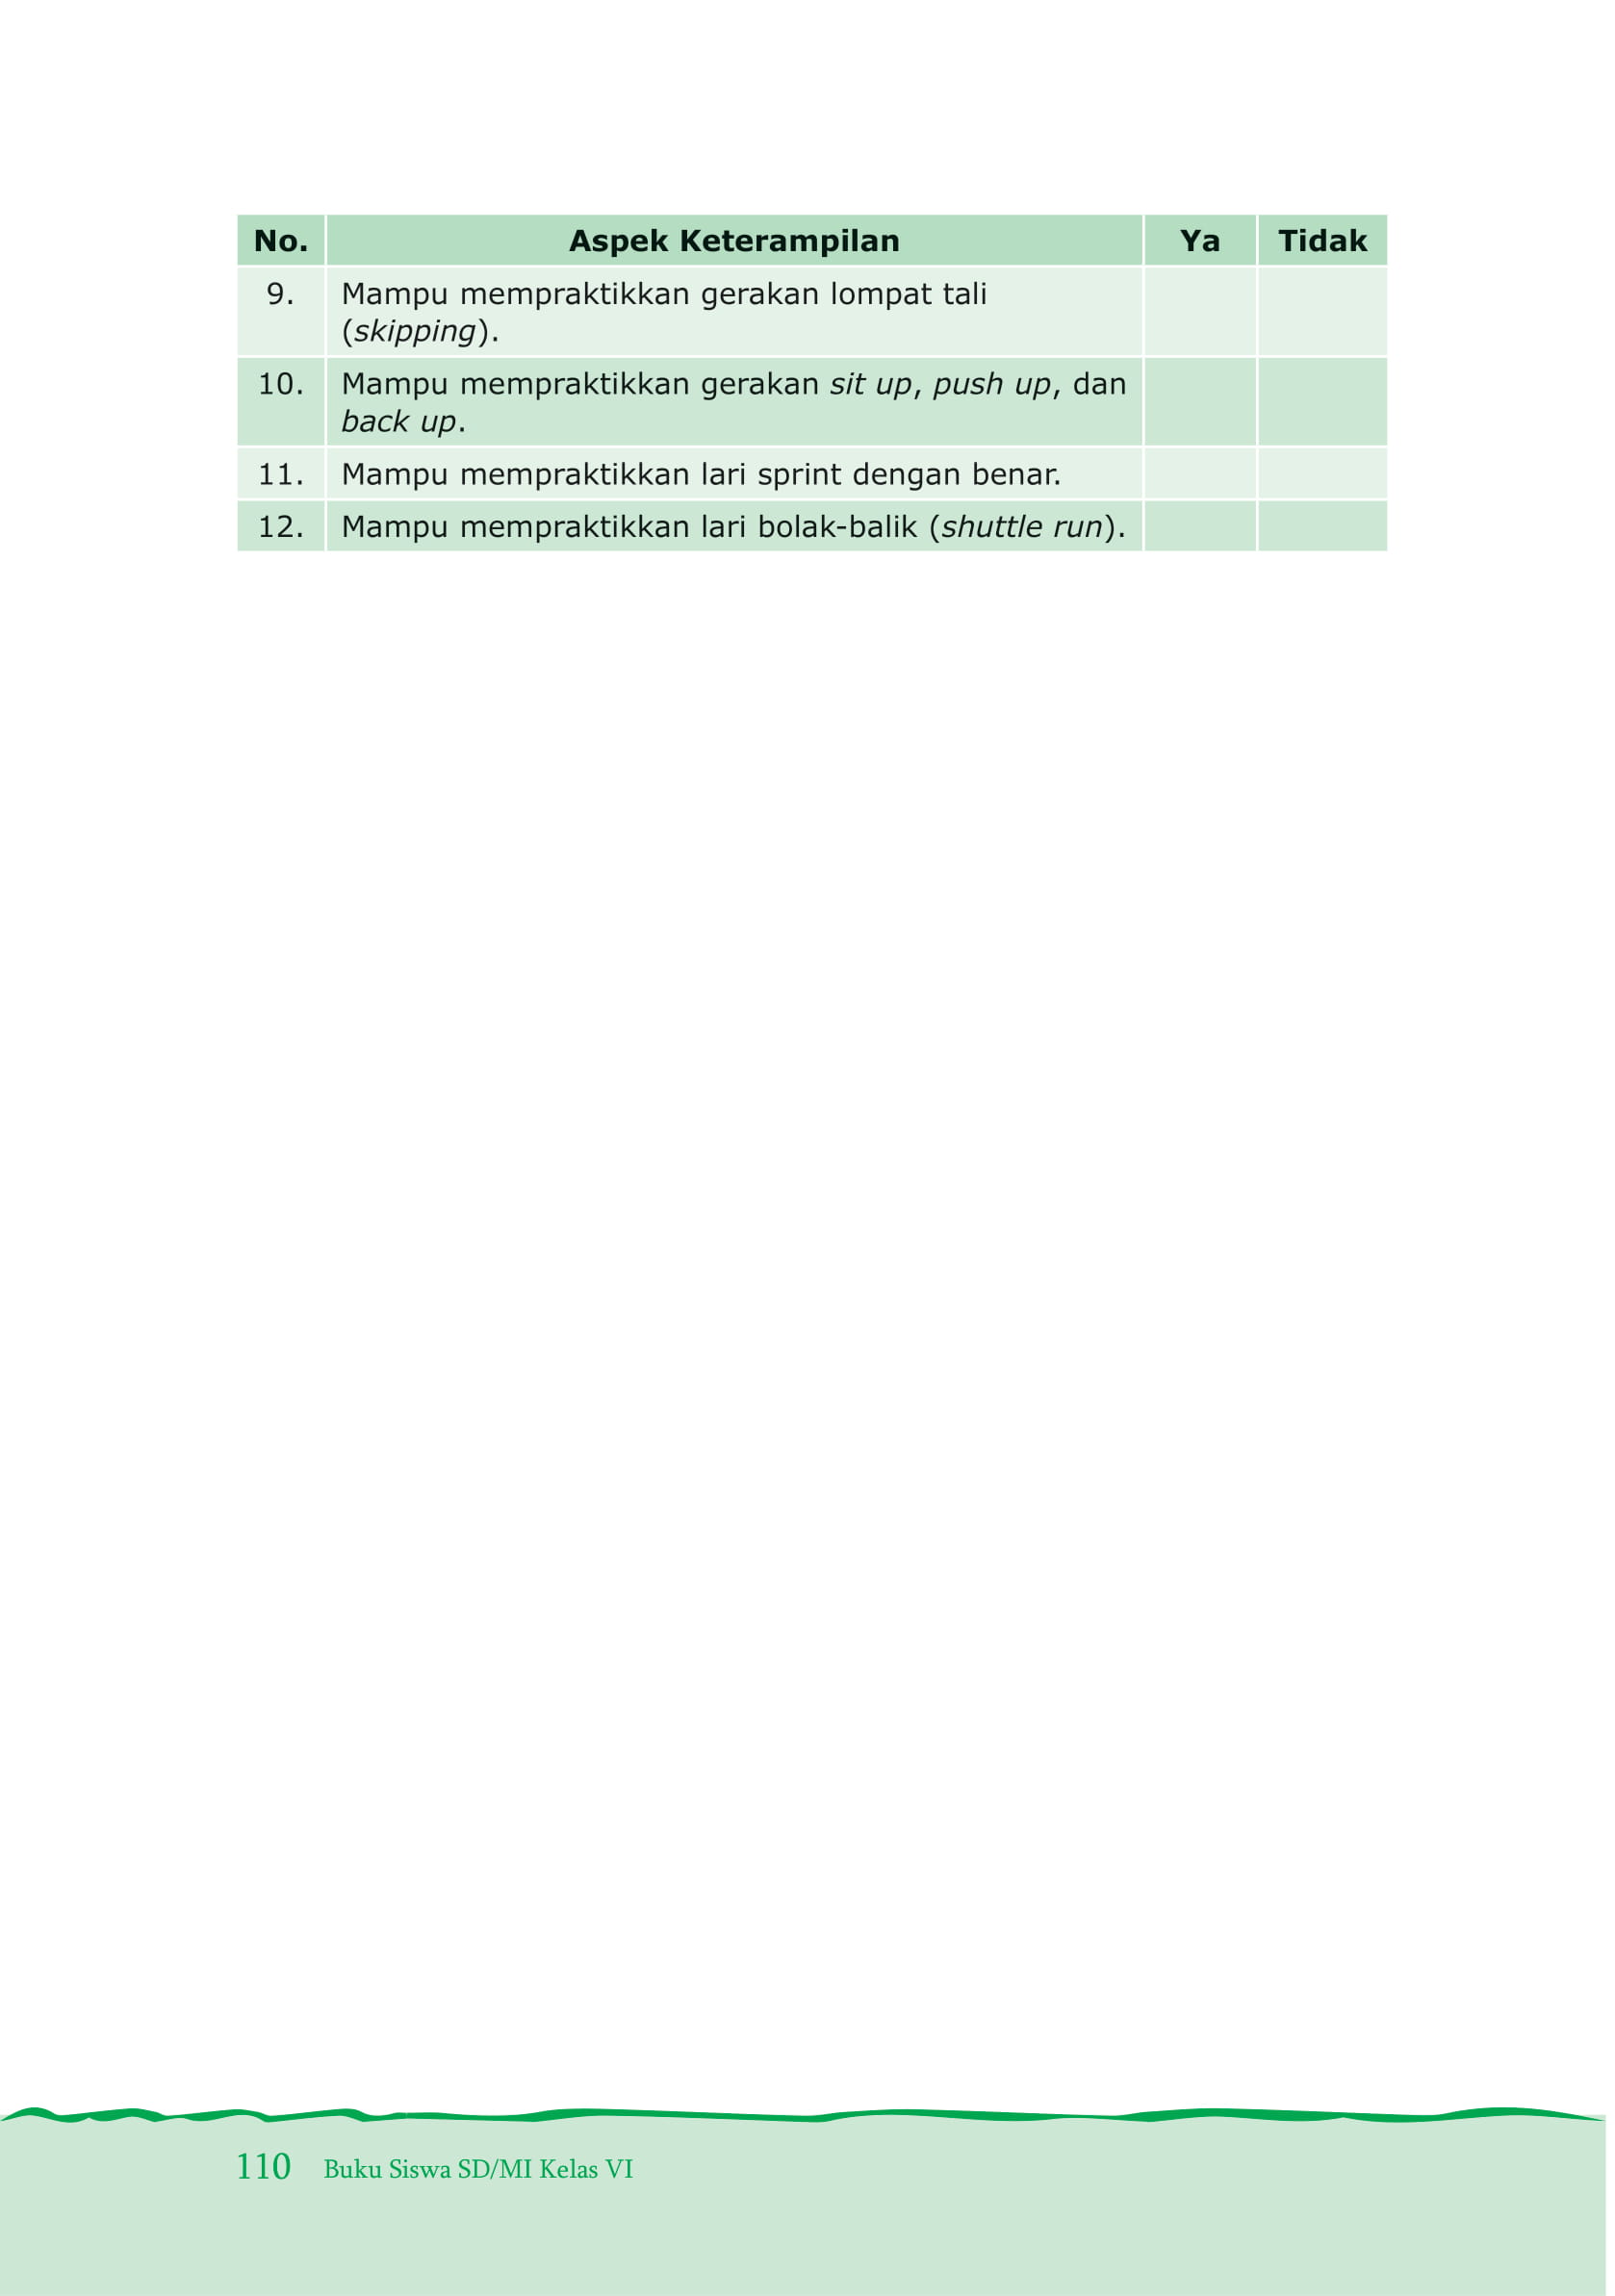 No. Aspek Keterampilan Ya Tidak
9. Mampu mempraktikkan gerakan lompat tali
(skipping).
10. Mampu mempraktikkan gerakan sit up, push up, dan
back up.
11. Mampu mempraktikkan lari sprint dengan benar.
12. Mampu mempraktikkan lari bolak-balik (shuttle run).
110 Buku Siswa SD/MI Kelas VI